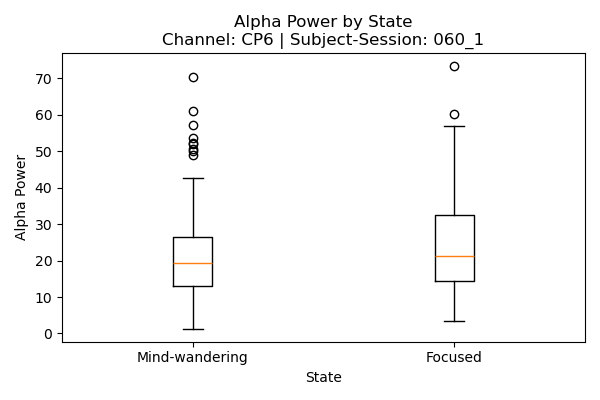 Alpha Power by State
Channel: CP6 | Subject-Session: 060_1
Alpha Power
70
60
50
40
30
20
10
0
Mind-wandering
Focused
State